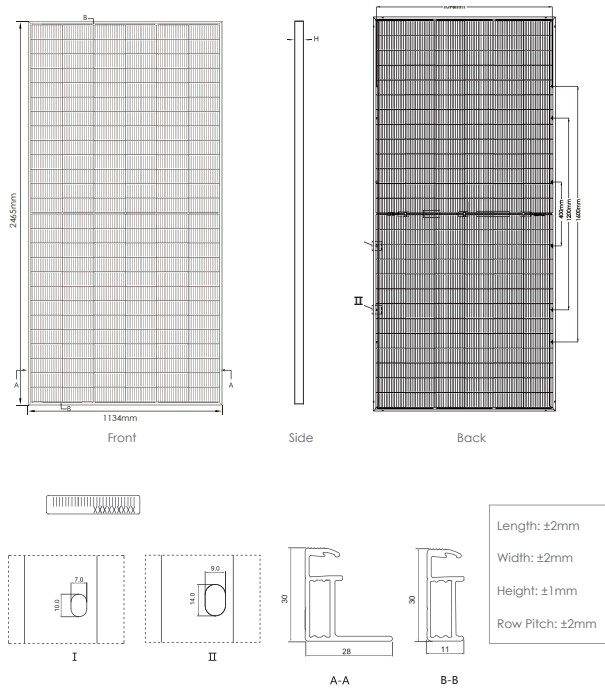 B
H
2465mm
400mm
1200mm
1600mm
II
A
A
B
1134mm
Front
Side
Back
Length: ±2mm
Width: ±2mm
Height: ±1mm
Row Pitch: ±2mm
7.0
10.0
I
9.0
14.0
II
30
28
A-A
30
11
B-B